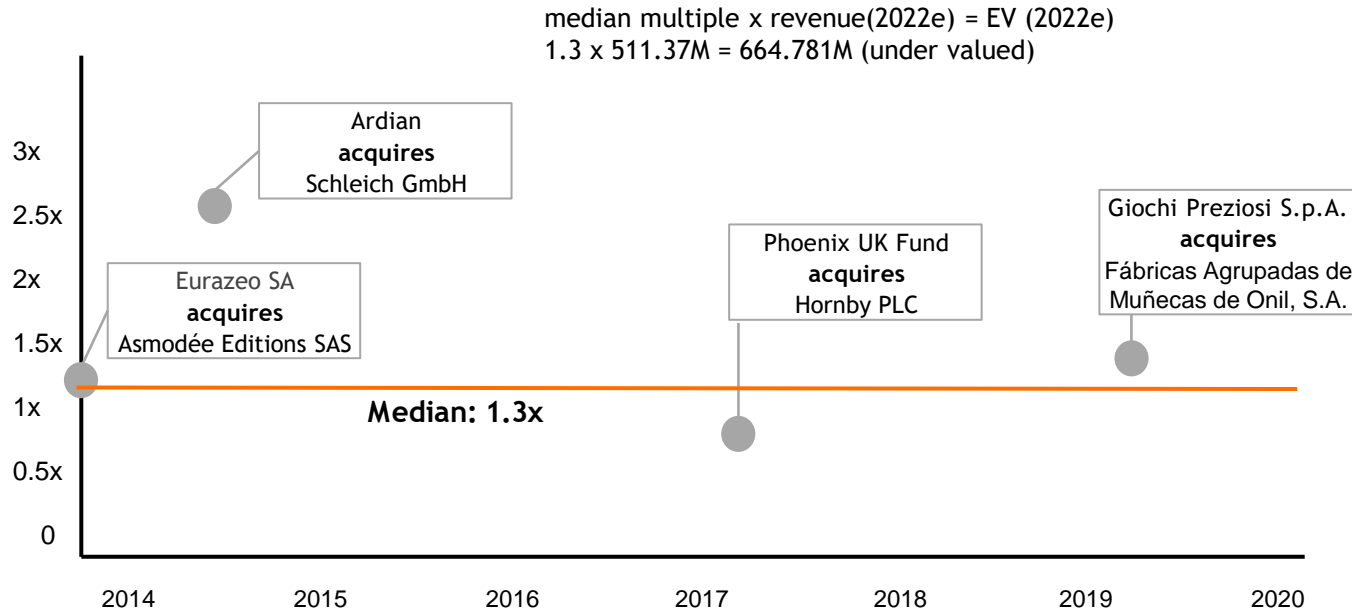 median multiple x revenue(2022e) = EV (2022e)
1.3 x 511.37M = 664.781M (under valued)
3x
2.5x
2x
1.5x
1x
0.5x
0
Ardian
acquires
Schleich GmbH
Eurazeo SA
acquires
Asmodée Editions SAS
Phoenix UK Fund
acquires
Hornby PLC
Giochi Preziosi S.p.A.
acquires
Fábricas Agrupadas de
Muñecas de Onil, S.A.
Median: 1.3x
2014 2015 2016 2017 2018 2019 2020